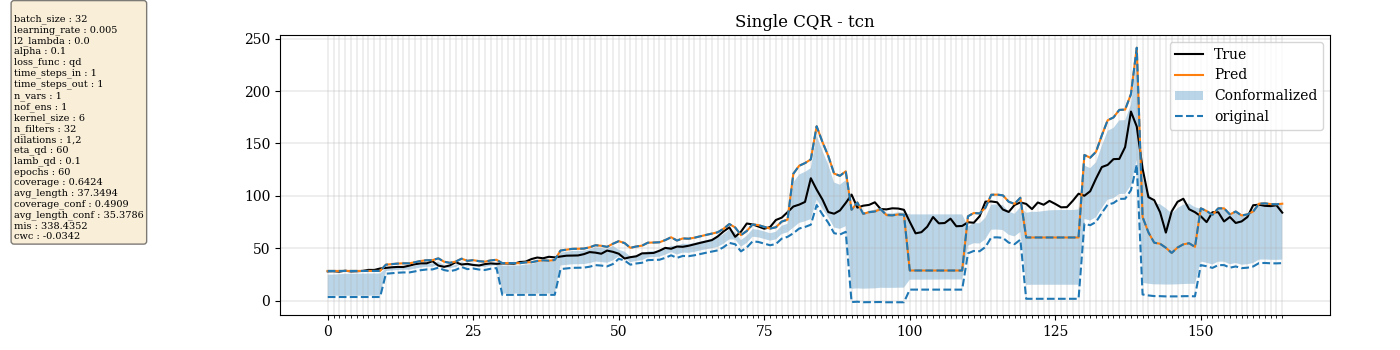 batch_size : 32
learning_rate : 0.005
l2_lambda : 0.0
alpha : 0.1
loss_func : qd
time_steps_in : 1
time_steps_out : 1
n_vars : 1
nof_ens : 1
kernel_size : 6
n_filters : 32
dilations : 1,2
eta_qd : 60
lamb_qd : 0.1
epochs : 60
coverage : 0.6424
avg_length : 37.3494
coverage_conf : 0.4909
avg_length_conf : 35.3786
mis : 338.4352
cwc : -0.0342
Single CQR - tcn
250
200
150
100
50
0
0 25 50 75 100 125 150
True
Pred
Conformalized
original